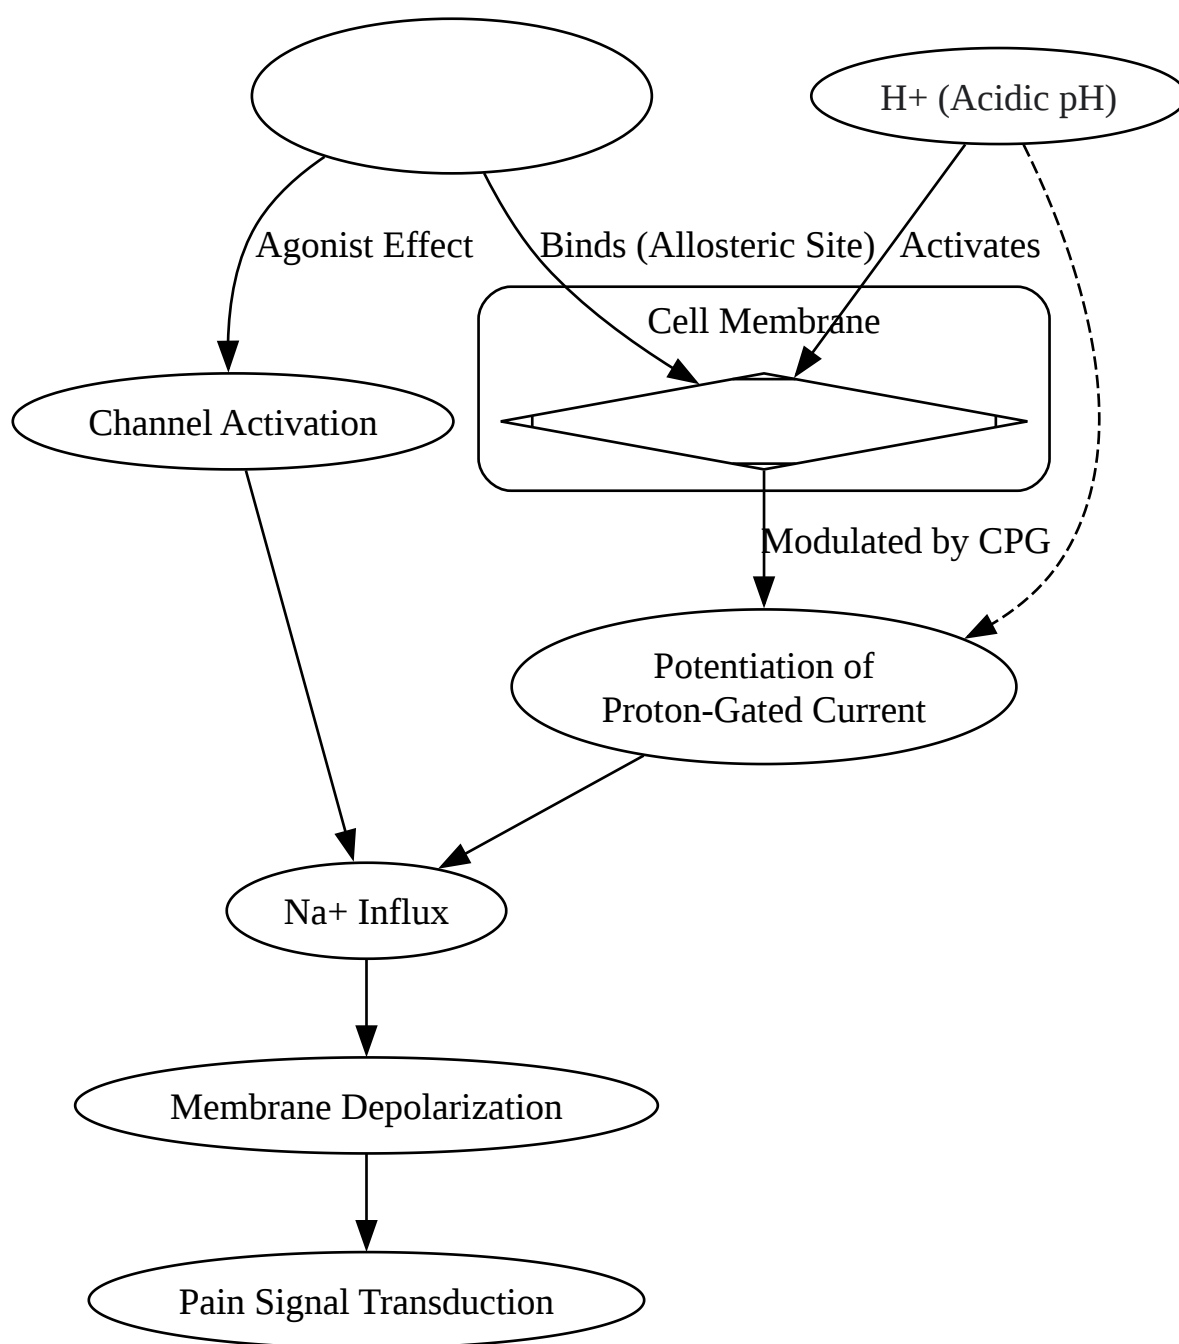 H+ (Acidic pH)
Agonist Effect
Binds (Allosteric Site)
Activates
Cell Membrane
Channel Activation
Modulated by CPG
Potentiation of
Proton-Gated Current
Na+ Influx
Membrane Depolarization
Pain Signal Transduction